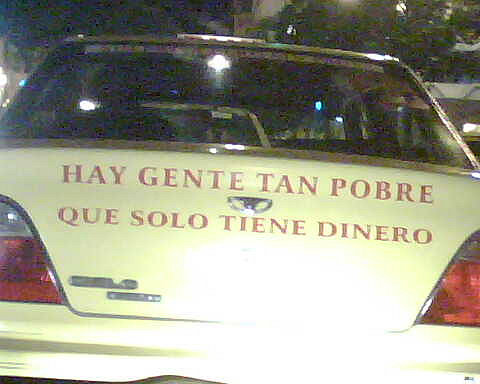 HAY GENTE TAN POBRE
QUE SOLO TIENE DINERO